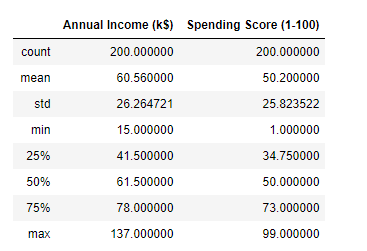 Annual Income (k$) Spending Score (1-100)
count 200.000000 200.000000
mean 60.560000 50.200000
std 26.264721 25.823522
min 15.000000 1.000000
25% 41.500000 34.750000
50% 61.500000 50.000000
75% 78.000000 73.000000
max 137.000000 99.000000